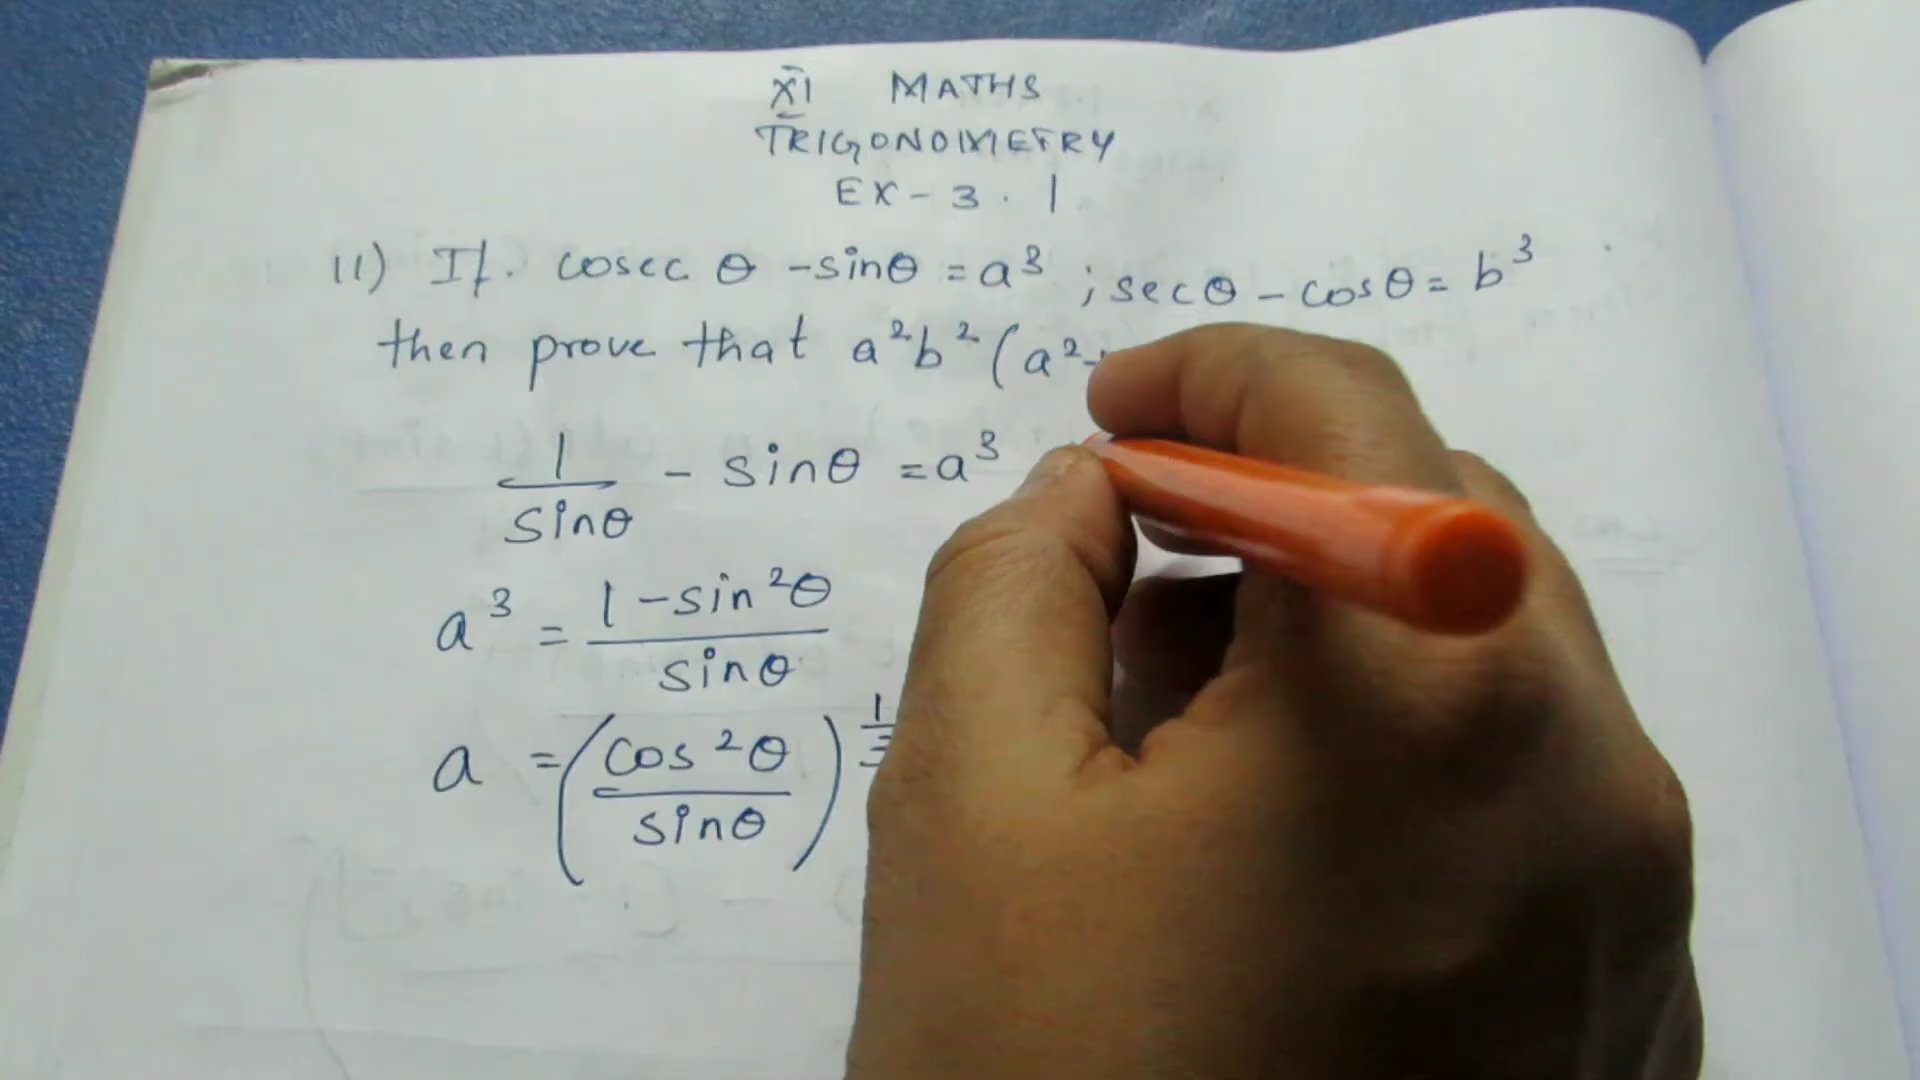 XI MATHS
TRIGONOMETRY
EX - 3.1
11) If. cosec θ - sinθ = a³ ; secθ - cosθ = b³
then prove that a²b² (a²
1/sinθ - sinθ = a³
a³ = 1 - sin²θ / sinθ
a = (cos²θ / sinθ)